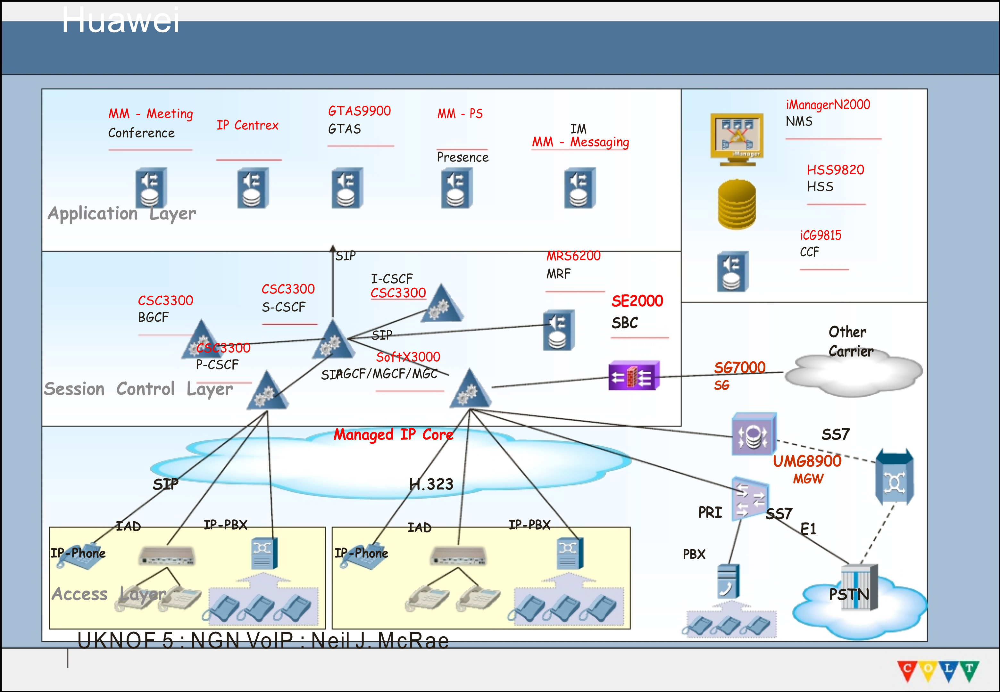 Huawei
MM - Meeting
Conference
IP Centrex
GTAS9900
GTAS
MM - PS
Presence
IM
MM - Messaging
iManagerN2000
NMS
iManager
HSS9820
HSS
iCG9815
CCF
Application Layer
SIP
MRS6200
MRF
I-CSCF
CSC3300
CSC3300
S-CSCF
CSC3300
BGCF
SE2000
SBC
SIP
CSC3300
P-CSCF
SoftX3000
SIP
AGCF/MGCF/MGC
Other
Carrier
SG7000
SG
Session Control Layer
Managed IP Core
SS7
UMG8900
MGW
SIP
H.323
PRI
SS7
E1
IAD
IP-PBX
IP-Phone
IAD
IP-PBX
IP-Phone
PBX
Access Layer
PSTN
UKNOF 5 : NGN VoIP : Neil J. McRae
C O L T